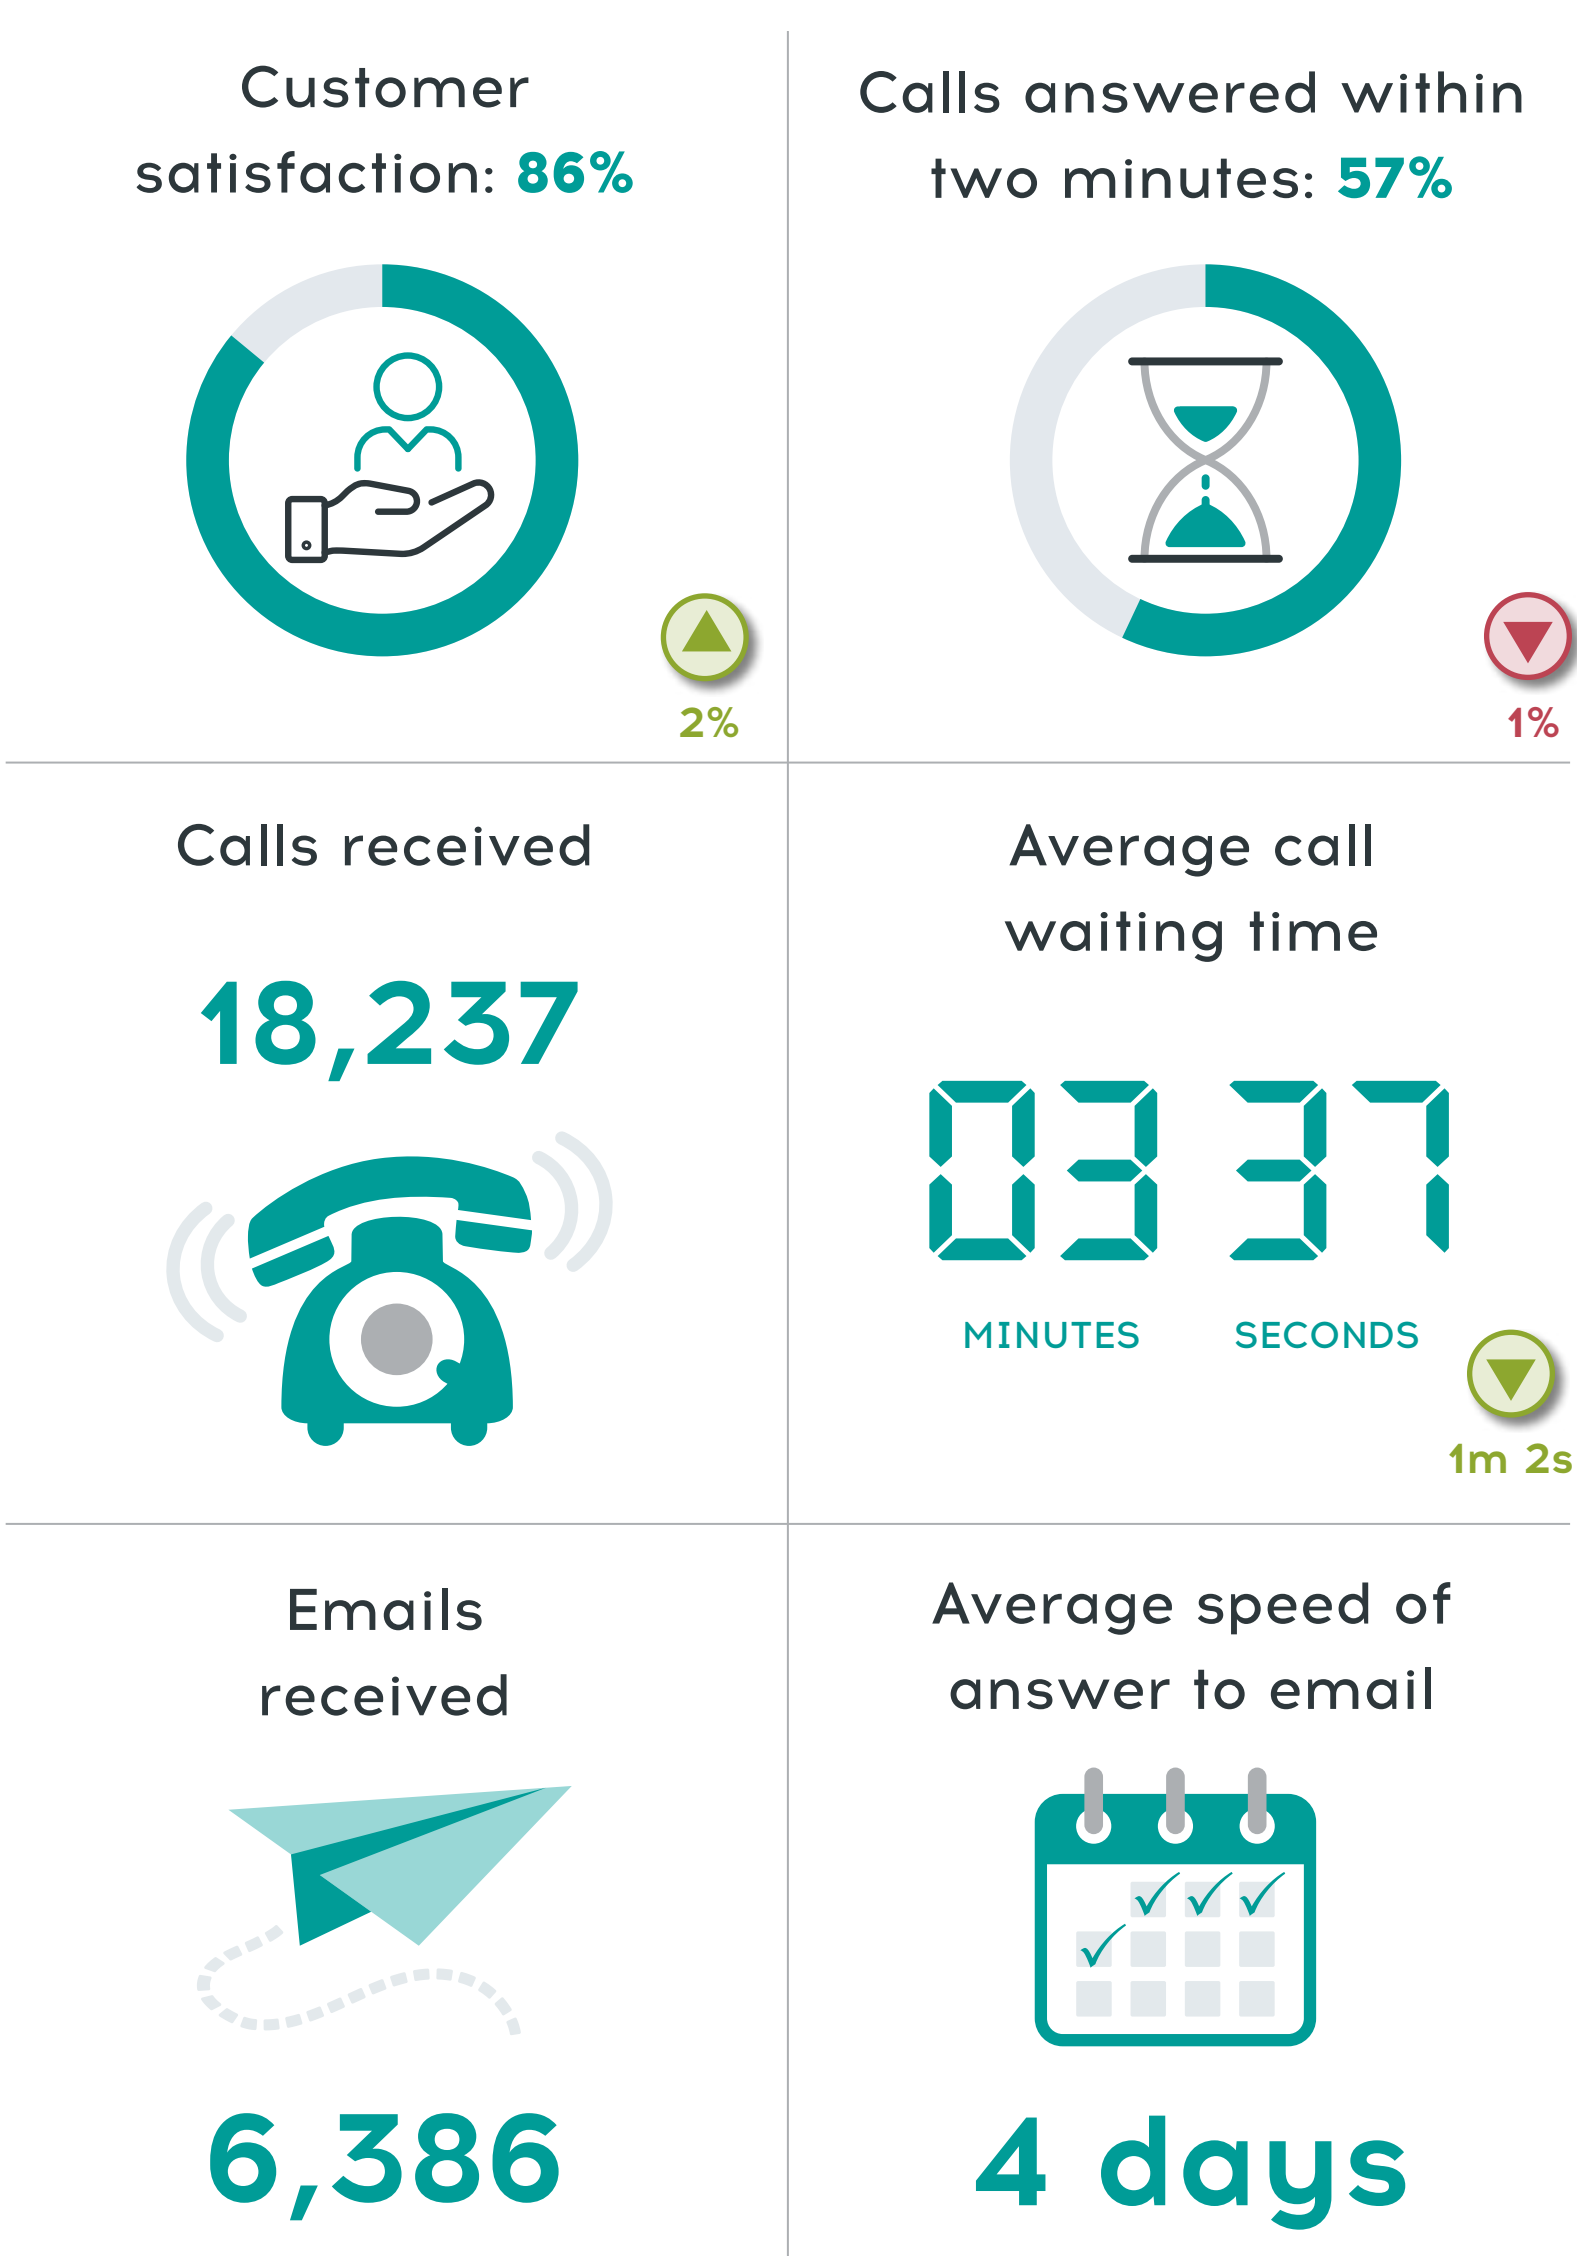 Customer
satisfaction: 86%
2%
Calls answered within
two minutes: 57%
1%
Calls received
18,237
Average call
waiting time
03 37
MINUTES SECONDS
1m 2s
Emails
received
6,386
Average speed of
answer to email
4 days